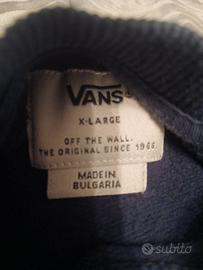 VANS
X-LARGE
OFF THE WALL.
THE ORIGINAL SINCE 1966.
MADE IN
BULGARIA
subito